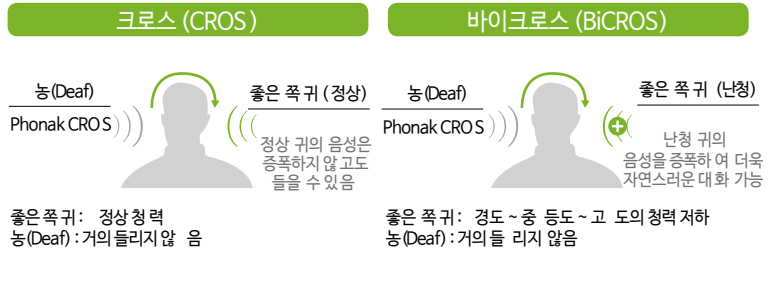 크로스 (CROS)
농(Deaf)
Phonak CROS
좋은 쪽 귀 (정상)
정상 귀의 음성은
증폭하지 않 고도
들을 수 있 음
좋은 쪽 귀 : 정상 청 력
농(Deaf) : 거의 들리지 않 음
바이크로스 (BiCROS)
농(Deaf)
Phonak CROS
좋은 쪽 귀 (난청)
난청 귀의
음성을 증폭하 여 더욱
자연스러운 대 화 가능
좋은 쪽 귀 : 경도 ~ 중 등도 ~ 고 도의 청력 저하
농(Deaf) : 거의 들 리지 않음